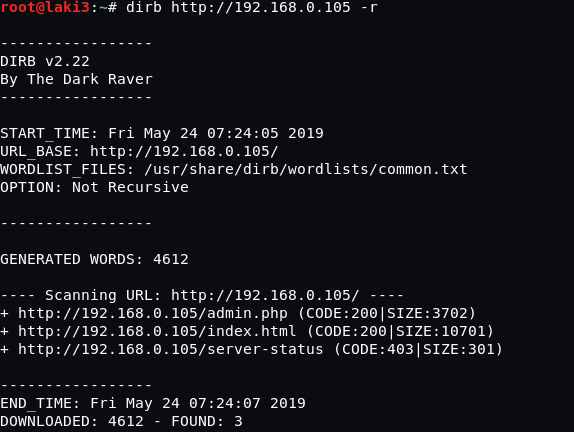 root@laki3:~# dirb http://192.168.0.105 -r
-----------------
DIRB v2.22
By The Dark Raver
-----------------
START_TIME: Fri May 24 07:24:05 2019
URL_BASE: http://192.168.0.105/
WORDLIST_FILES: /usr/share/dirb/wordlists/common.txt
OPTION: Not Recursive
-----------------
GENERATED WORDS: 4612
---- Scanning URL: http://192.168.0.105/ ----
+ http://192.168.0.105/admin.php (CODE:200|SIZE:3702)
+ http://192.168.0.105/index.html (CODE:200|SIZE:10701)
+ http://192.168.0.105/server-status (CODE:403|SIZE:301)
-----------------
END_TIME: Fri May 24 07:24:07 2019
DOWNLOADED: 4612 - FOUND: 3